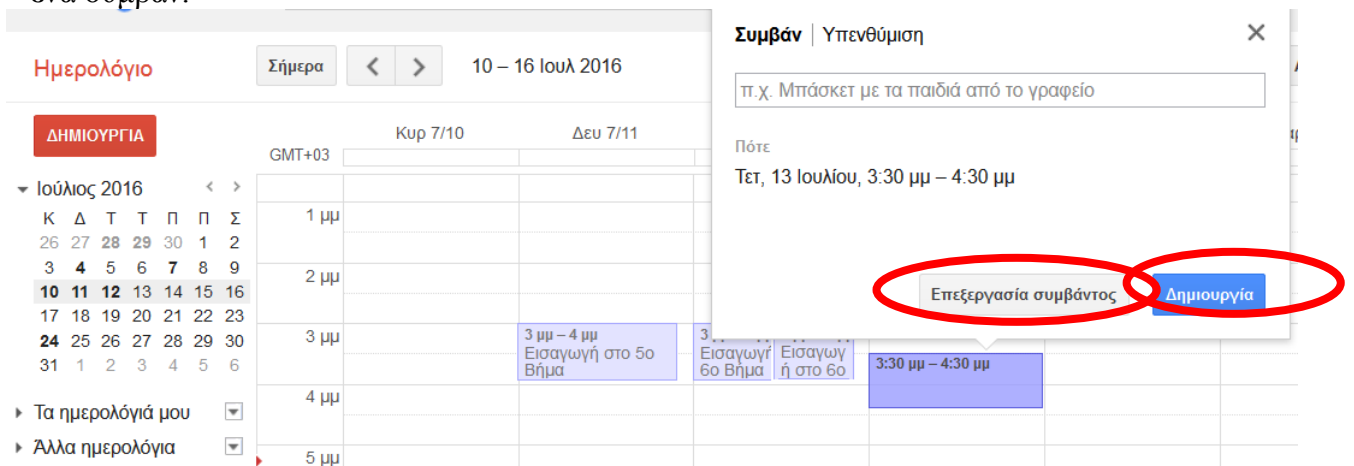 ένα συμβάν.
Ημερολόγιο
Σήμερα
10 – 16 Ιουλ 2016
Συμβάν | Υπενθύμιση
π.χ. Μπάσκετ με τα παιδιά από το γραφείο
Πότε
Τετ, 13 Ιουλίου, 3:30 μμ – 4:30 μμ
Επεξεργασία συμβάντος
Δημιουργία
ΔΗΜΙΟΥΡΓΙΑ
Κυρ 7/10
Δευ 7/11
GMT+03
Ιούλιος 2016
Κ Δ Τ Τ Π Π Σ
26 27 28 29 30 1 2
3 4 5 6 7 8 9
10 11 12 13 14 15 16
17 18 19 20 21 22 23
24 25 26 27 28 29 30
31 1 2 3 4 5 6
Τα ημερολόγιά μου
Άλλα ημερολόγια
1 μμ
2 μμ
3 μμ
4 μμ
5 μμ
3 μμ – 4 μμ
Εισαγωγή στο 5ο
Βήμα
Εισαγωγή
6ο Βήμα
Εισαγωγ
ή στο 6ο
3:30 μμ – 4:30 μμ